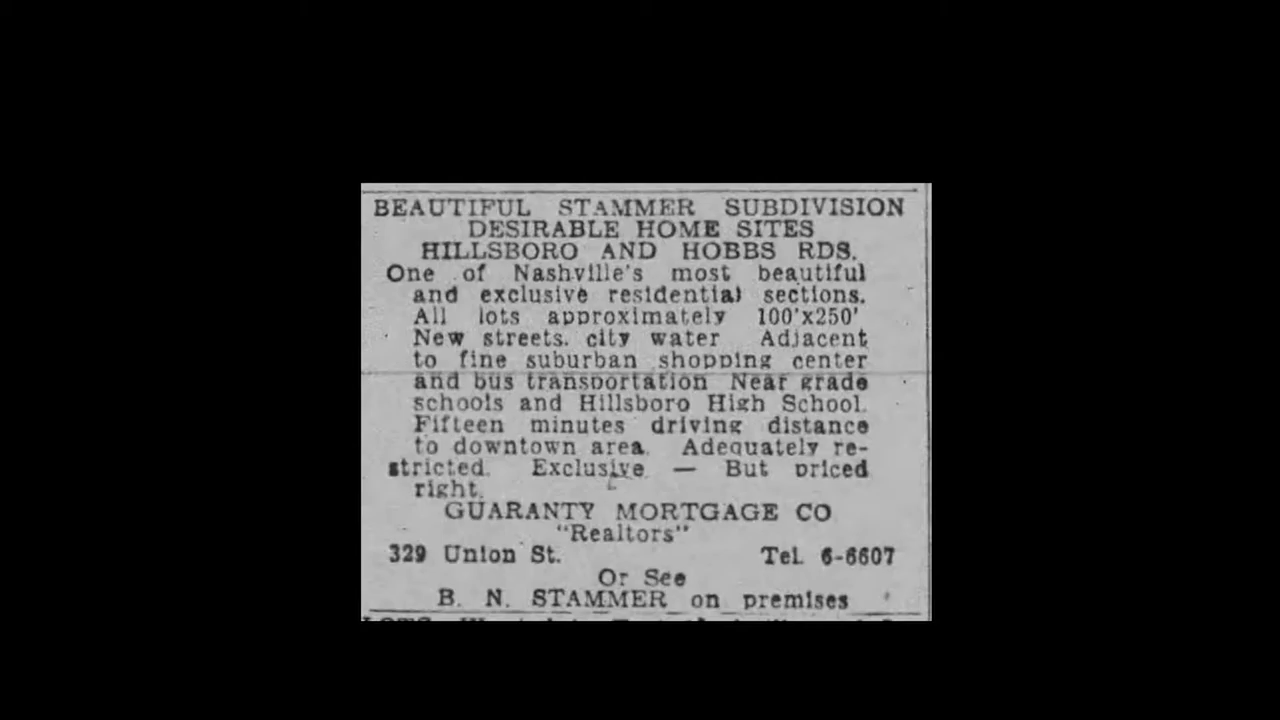 BEAUTIFUL STAMMER SUBDIVISION
DESIRABLE HOME SITES
HILLSBORO AND HOBBS RDS.
One of Nashville's most beautiful
and exclusive residential sections.
All lots approximately 100'x250'
New streets. city water Adjacent
to fine suburban shopping center
and bus transportation Near grade
schools and Hillsboro High School.
Fifteen minutes driving distance
to downtown area. Adequately re-
stricted. Exclusive — But priced
right.
GUARANTY MORTGAGE CO
"Realtors"
329 Union St. Tel. 6-6607
Or See
B. N. STAMMER on premises